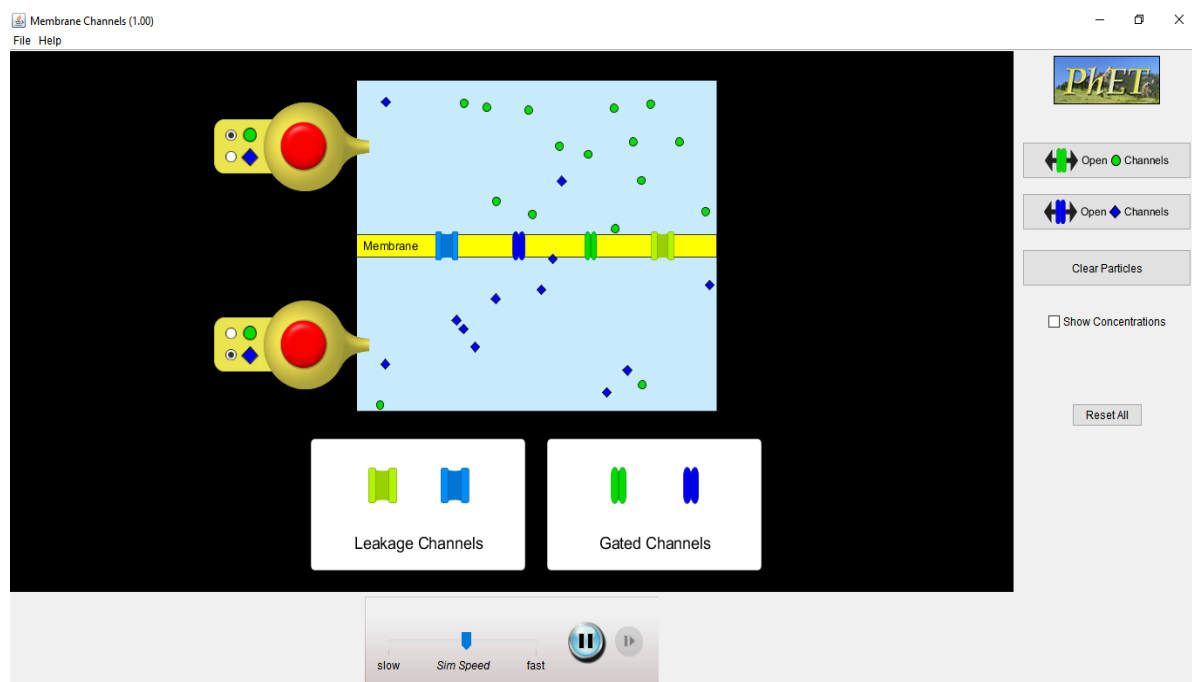 Membrane Channels (1.00)
File Help
PhET
Open Channels
Open Channels
Membrane
Clear Particles
Show Concentrations
Reset All
Leakage Channels
Gated Channels
slow Sim Speed fast